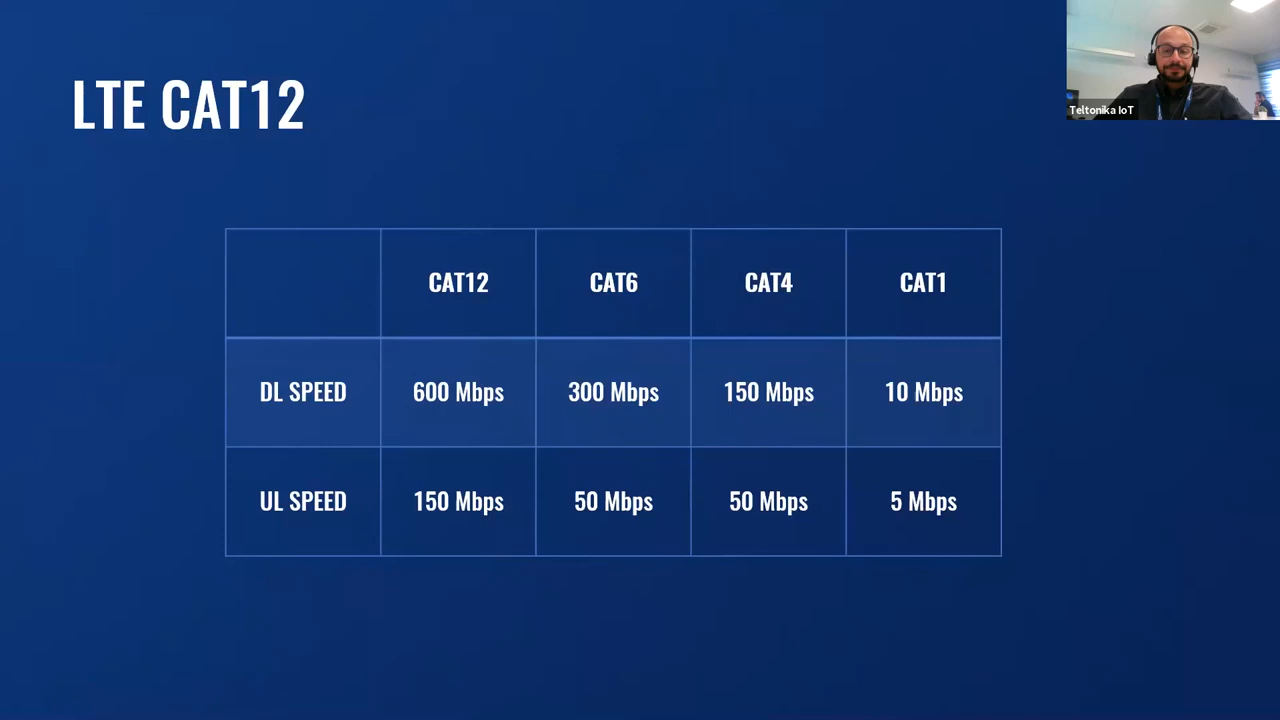 LTE CAT12
Teltonika IoT
CAT12 CAT6 CAT4 CAT1
DL SPEED 600 Mbps 300 Mbps 150 Mbps 10 Mbps
UL SPEED 150 Mbps 50 Mbps 50 Mbps 5 Mbps